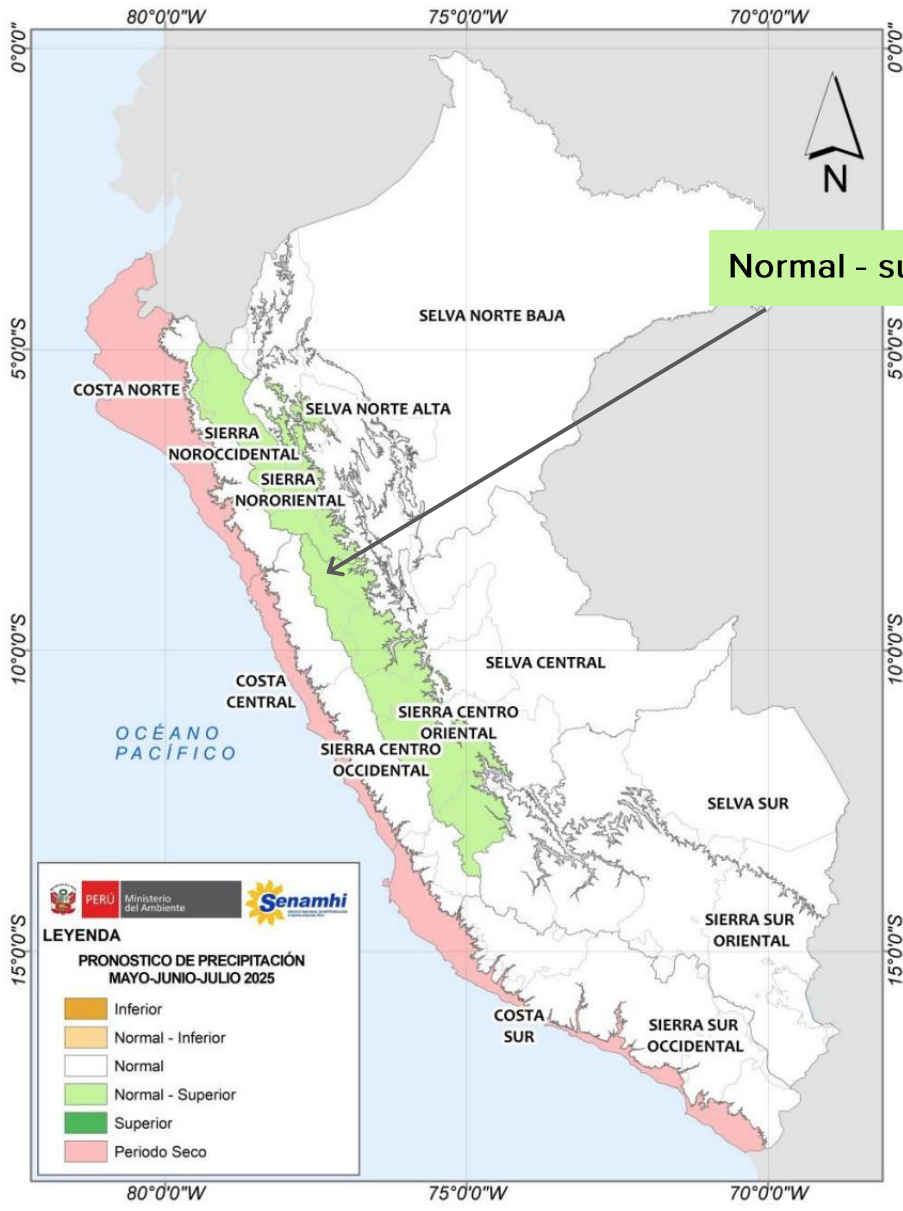 80°0'0"W 75°0'0"W 70°0'0"W
0°0'0" 0°0'0"
N
Normal - su
SELVA NORTE BAJA
5°0'0"S 5°0'0"S
COSTA NORTE
SELVA NORTE ALTA
SIERRA
NOROCCIDENTAL
SIERRA
NORORIENTAL
10°0'0"S 10°0'0"S
SELVA CENTRAL
COSTA
CENTRAL
SIERRA CENTRO
ORIENTAL
OCÉANO
PACÍFICO
SIERRA CENTRO
OCCIDENTAL
SELVA SUR
SIERRA SUR
ORIENTAL
15°0'0"S 15°0'0"S
COSTA
SUR
SIERRA SUR
OCCIDENTAL
PERÚ Ministerio
del Ambiente
Senamhi
LEYENDA
PRONOSTICO DE PRECIPITACIÓN
MAYO-JUNIO-JULIO 2025
Inferior
Normal - Inferior
Normal
Normal - Superior
Superior
Periodo Seco
80°0'0"W 75°0'0"W 70°0'0"W